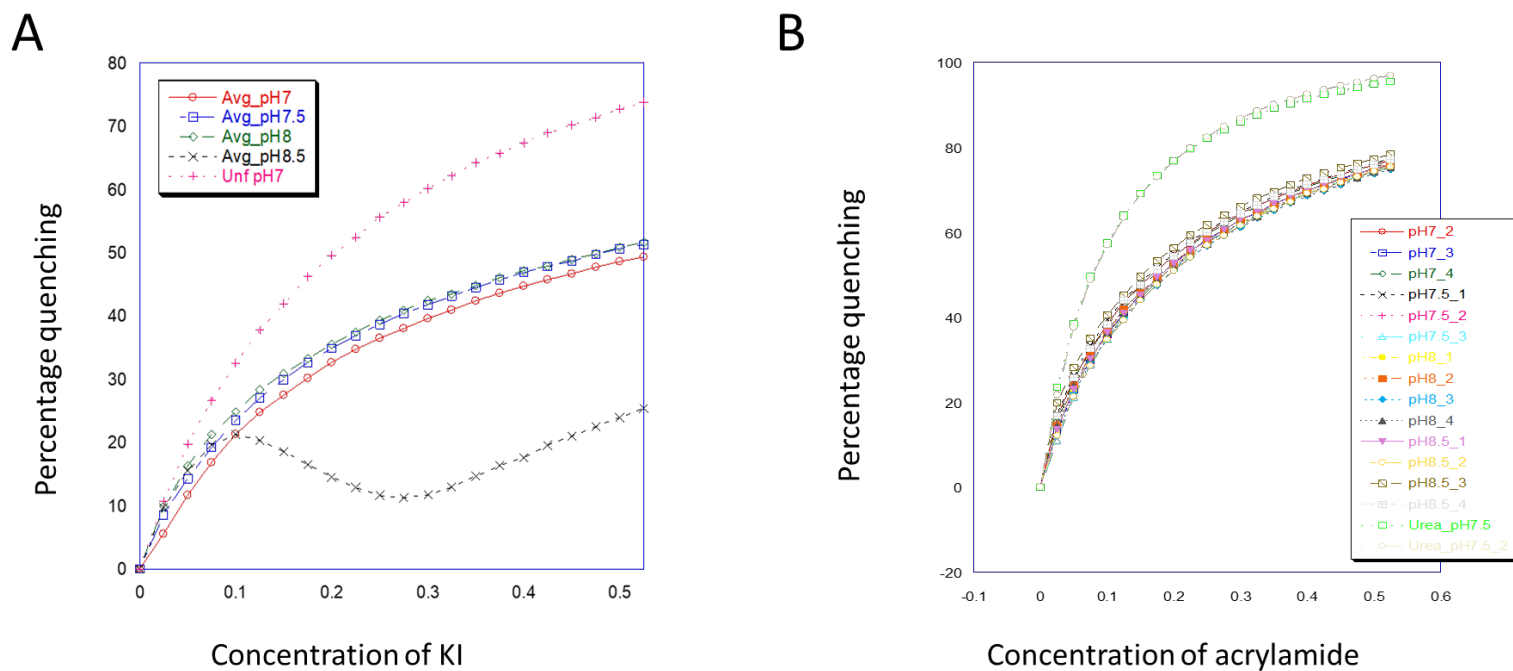 A
Percentage quenching
80
70
60
50
40
30
20
10
0
Avg_pH7
Avg_pH7.5
Avg_pH8
Avg_pH8.5
Unf pH7
0 0.1 0.2 0.3 0.4 0.5
Concentration of KI
B
Percentage quenching
100
80
60
40
20
0
-20
pH7_2
pH7_3
pH7_4
pH7.5_1
pH7.5_2
pH7.5_3
pH8_1
pH8_2
pH8_3
pH8_4
pH8.5_1
pH8.5_2
pH8.5_3
pH8.5_4
Urea_pH7.5
Urea_pH7.5_2
-0.1 0 0.1 0.2 0.3 0.4 0.5 0.6
Concentration of acrylamide